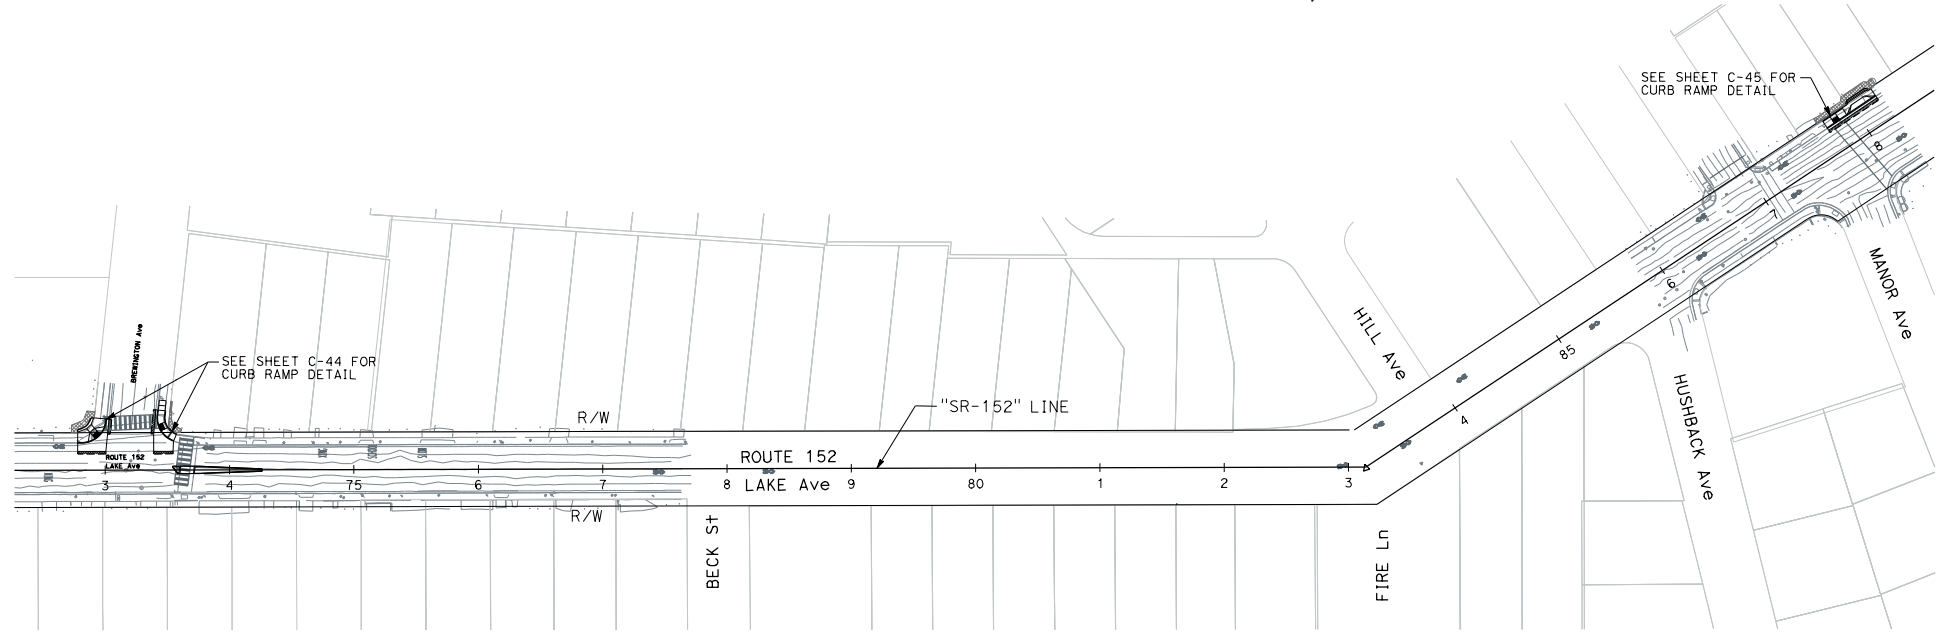 SEE SHEET C-45 FOR
CURB RAMP DETAIL
8
7
6
MANOR Ave
BREWINGTON Ave
HILL Ave
85
SEE SHEET C-44 FOR
CURB RAMP DETAIL
HUSHBACK Ave
"SR-152" LINE
4
R/W
ROUTE 152
LAKE Ave
ROUTE 152
LAKE Ave
3
4
75
6
7
8
9
80
1
2
3
R/W
BECK St
FIRE Ln